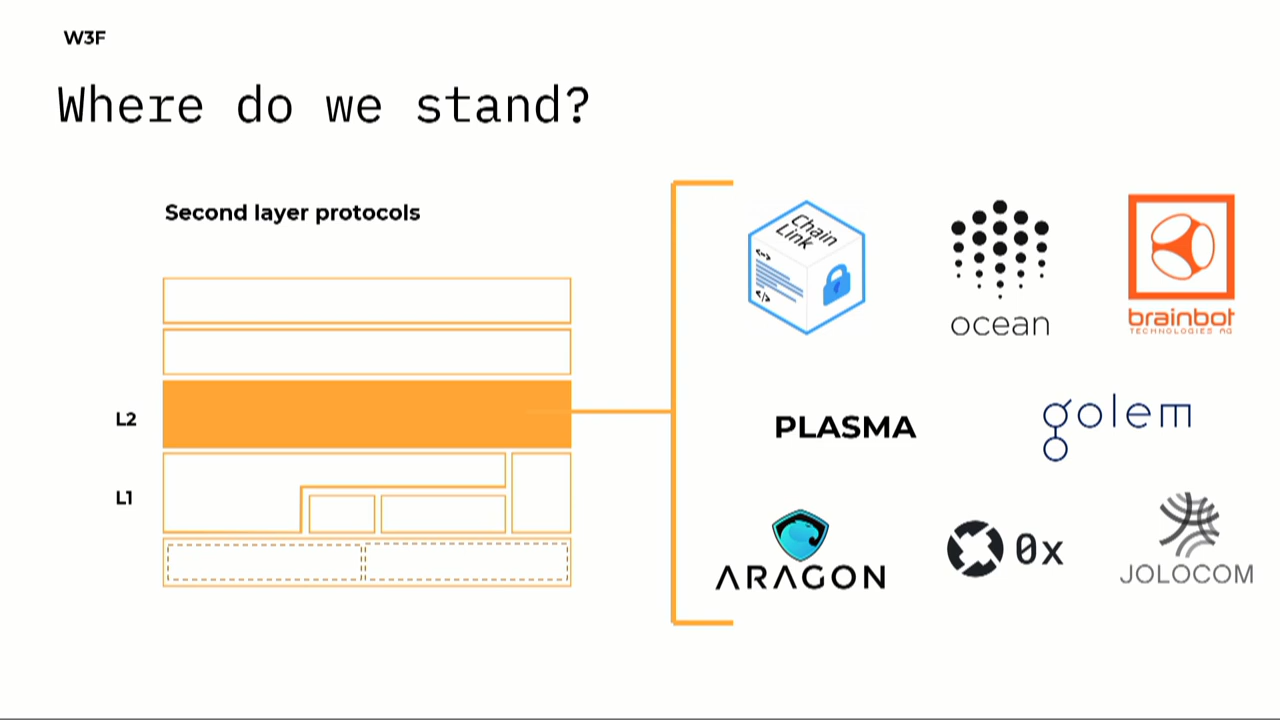 W3F
Where do we stand?
Second layer protocols
L2
L1
Chain
Link
<->
</>
ocean
brainbot
TECHNOLOGIES AG
PLASMA
golem
ARAGON
0x
JOLOCOM